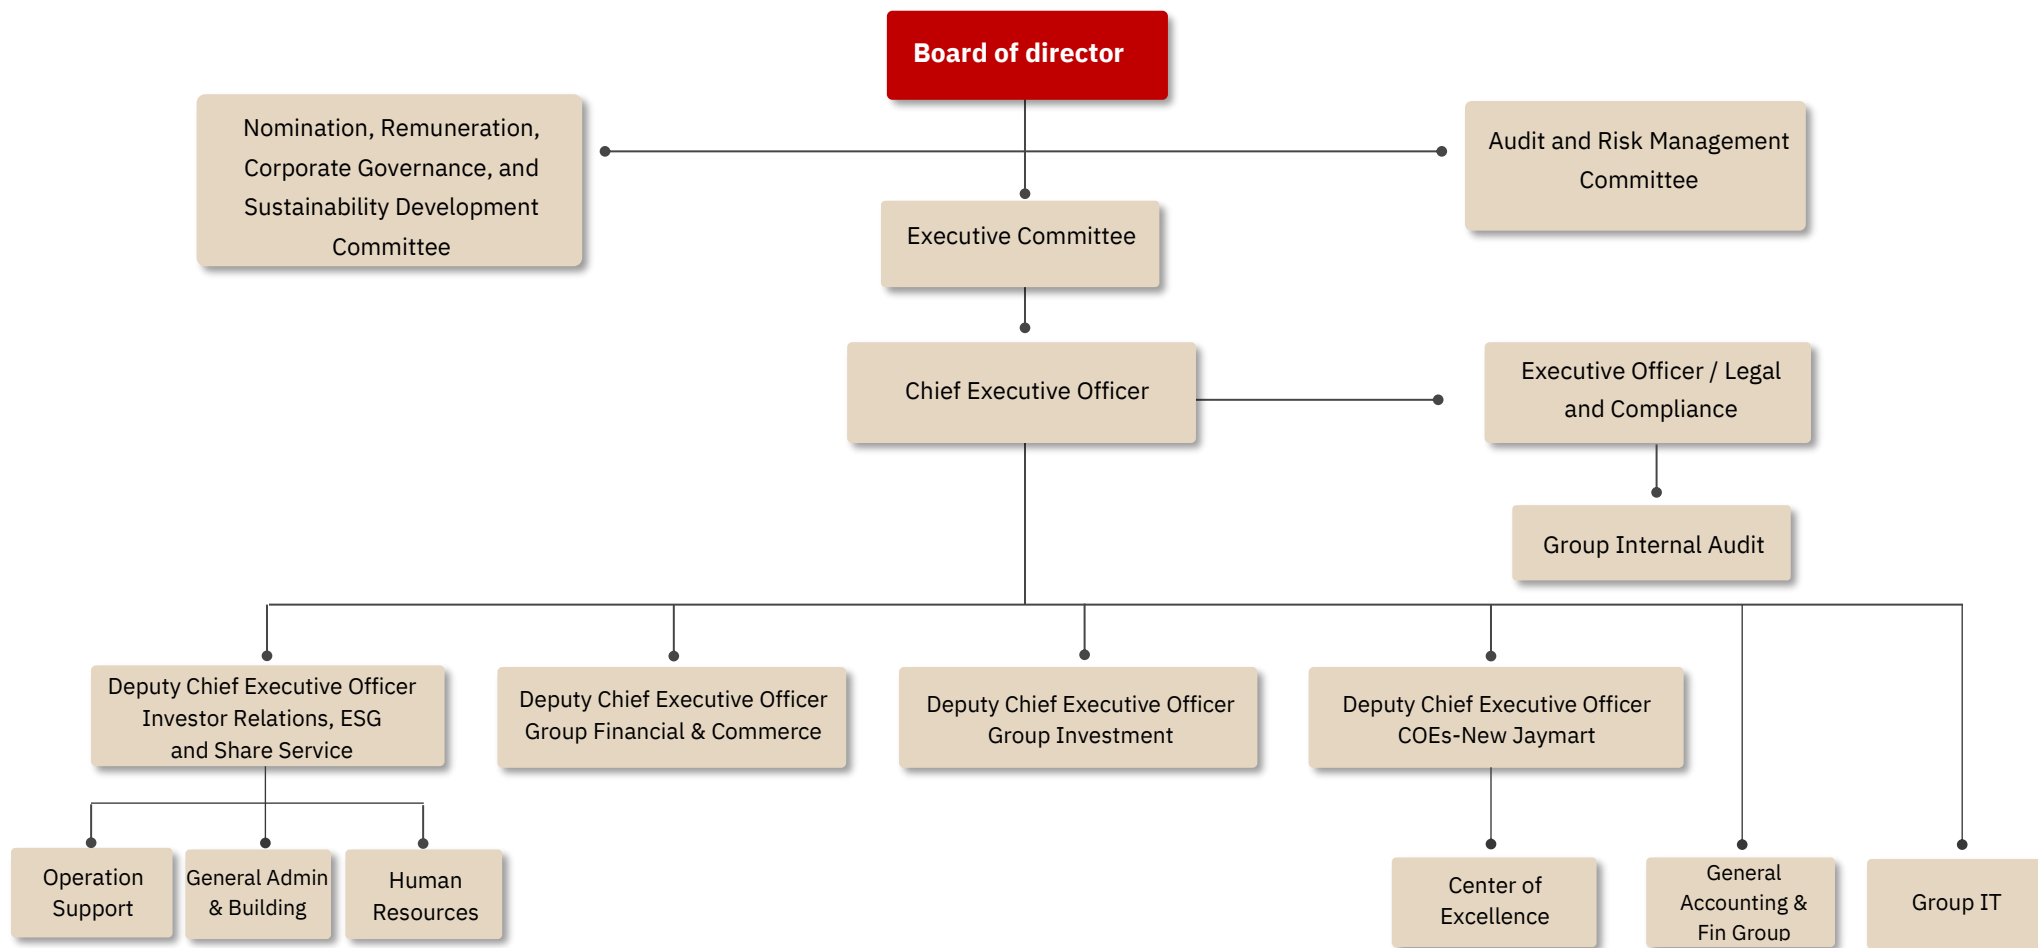 Board of director
Nomination, Remuneration,
Corporate Governance, and
Sustainability Development
Committee
Audit and Risk Management
Committee
Executive Committee
Chief Executive Officer
Executive Officer / Legal
and Compliance
Group Internal Audit
Deputy Chief Executive Officer
Investor Relations, ESG
and Share Service
Deputy Chief Executive Officer
Group Financial & Commerce
Deputy Chief Executive Officer
Group Investment
Deputy Chief Executive Officer
COEs-New Jaymart
Operation
Support
General Admin
& Building
Human
Resources
Center of
Excellence
General
Accounting &
Fin Group
Group IT